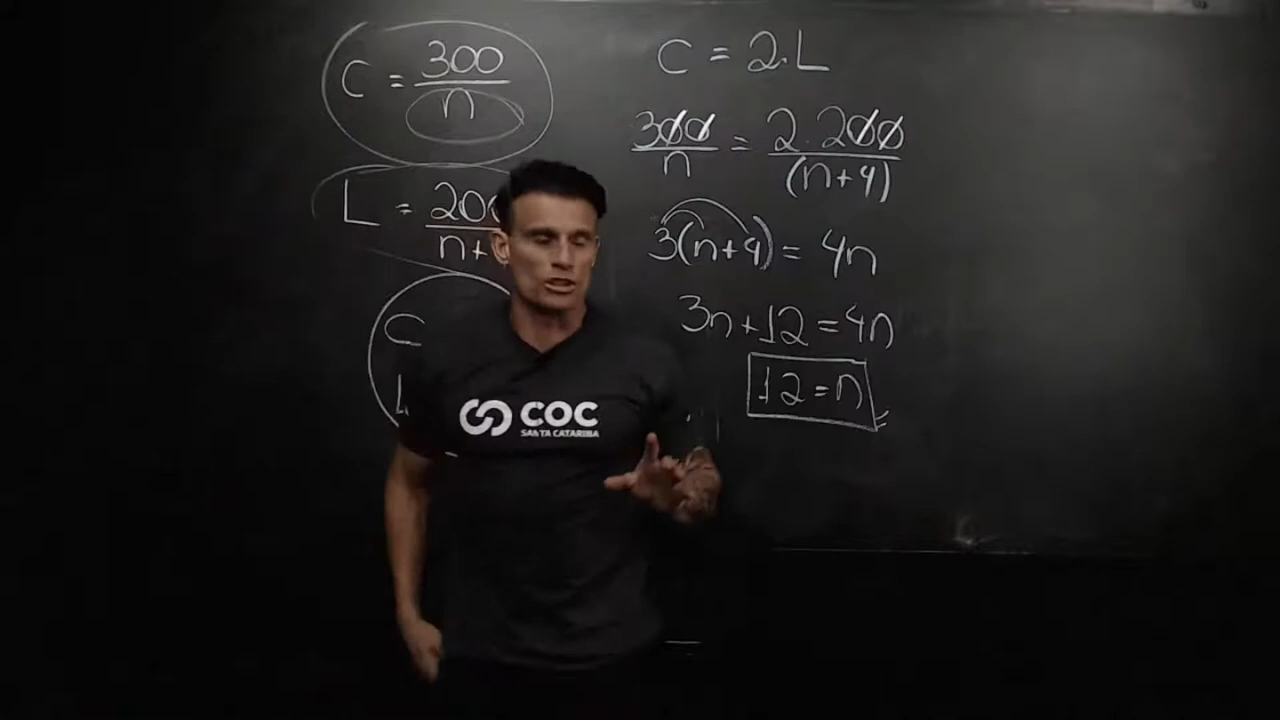 C = 300/n
L = 200/n+
C
L
C = 2.L
300/n = 2.200/(n+4)
3(n+4) = 4n
3n+12 = 4n
12 = n
COC
SANTA CATARINA